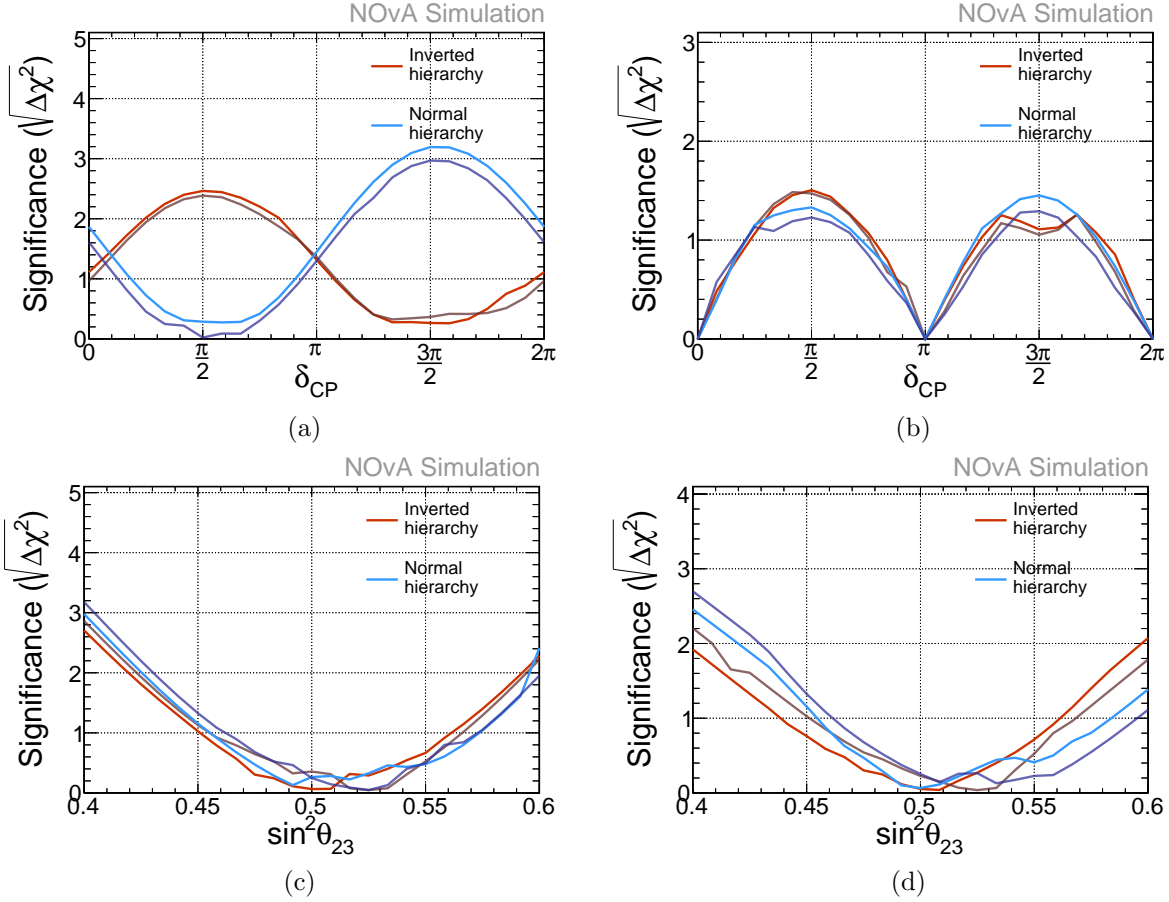 NOvA Simulation
Significance (√Δχ²)
5
4
3
2
1
0
Inverted
hierarchy
Normal
hierarchy
0 π/2 π 3π/2 2π
δCP
(a)
NOvA Simulation
Significance (√Δχ²)
3
2
1
0
Inverted
hierarchy
Normal
hierarchy
0 π/2 π 3π/2 2π
δCP
(b)
NOvA Simulation
Significance (√Δχ²)
5
4
3
2
1
0
Inverted
hierarchy
Normal
hierarchy
0.4 0.45 0.5 0.55 0.6
sin²θ23
(c)
NOvA Simulation
Significance (√Δχ²)
4
3
2
1
0
Inverted
hierarchy
Normal
hierarchy
0.4 0.45 0.5 0.55 0.6
sin²θ23
(d)